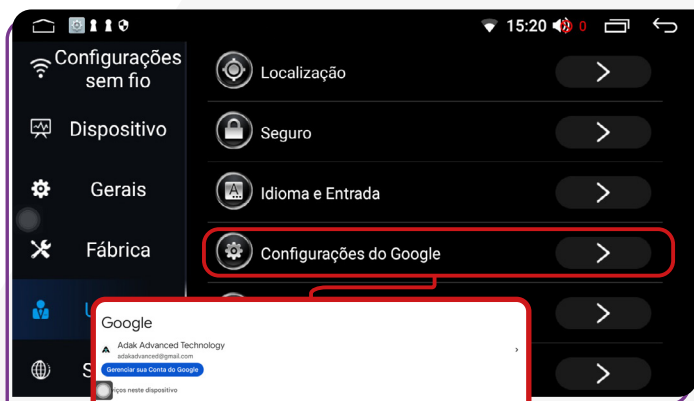 15:20 0
Configurações
sem fio
Localização
Dispositivo
Seguro
Gerais
Idioma e Entrada
Fábrica
Configurações do Google
U
Google
Adak Advanced Technology
adakadvanced@gmail.com
Gerenciar sua Conta do Google
S
iços neste dispositivo